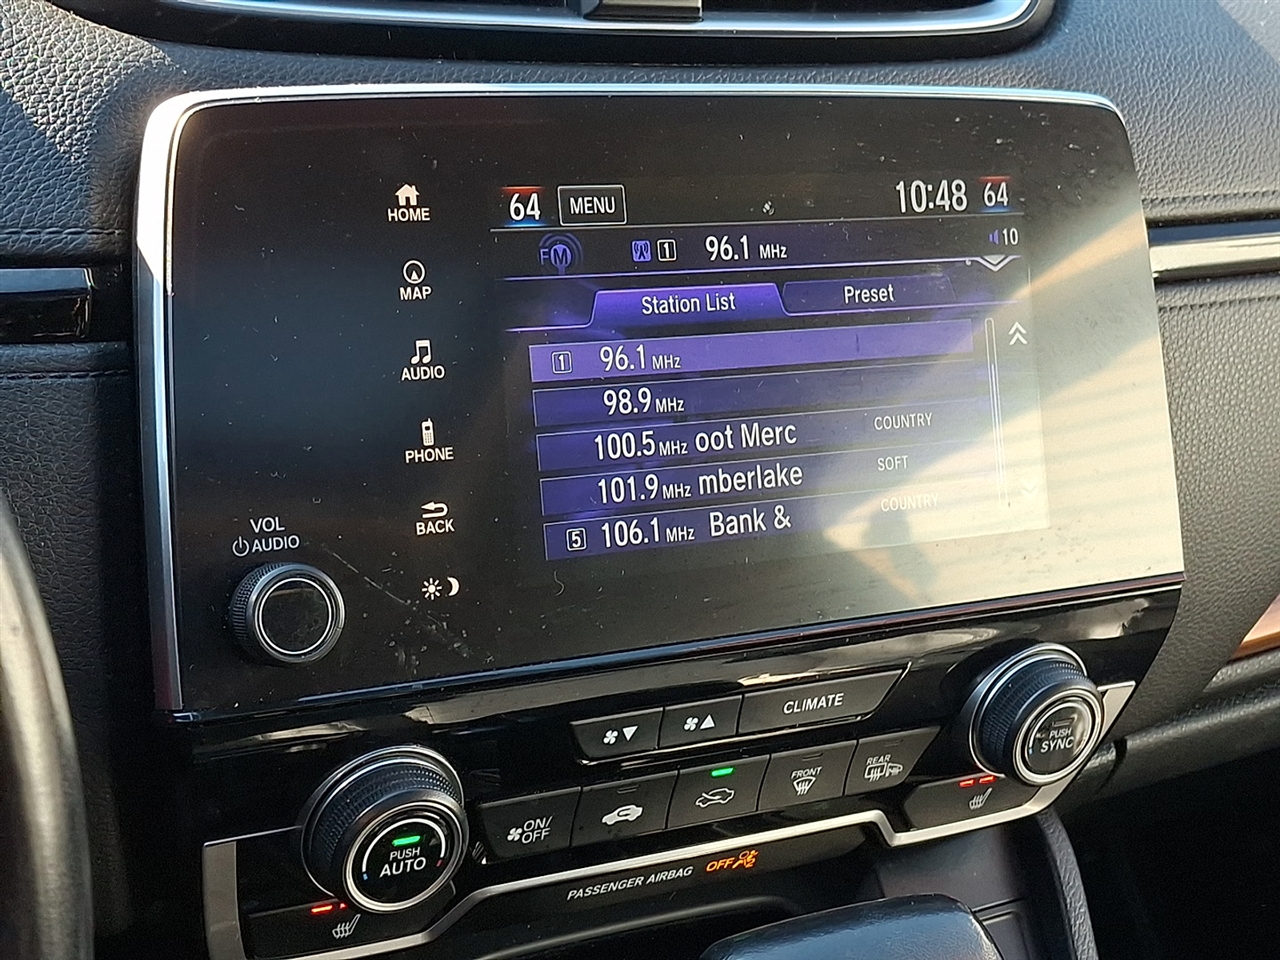 HOME
MAP
AUDIO
PHONE
BACK
VOL
AUDIO
64 MENU 10:48 64
FM 1 96.1 MHz 10
Station List Preset
1 96.1 MHz
98.9 MHz
100.5 MHz oot Merc COUNTRY
101.9 MHz mberlake SOFT
5 106.1 MHz Bank & COUNTRY
CLIMATE
PUSH
SYNC
FRONT
REAR
ON/
OFF
PUSH
AUTO
PASSENGER AIRBAG OFF